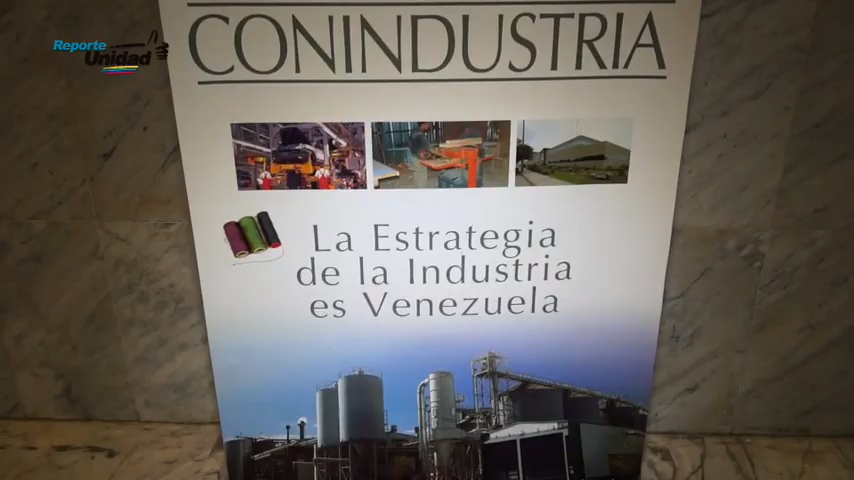 Reporte
Unidad
CONINDUSTRIA
La Estrategia
de la Industria
es Venezuela